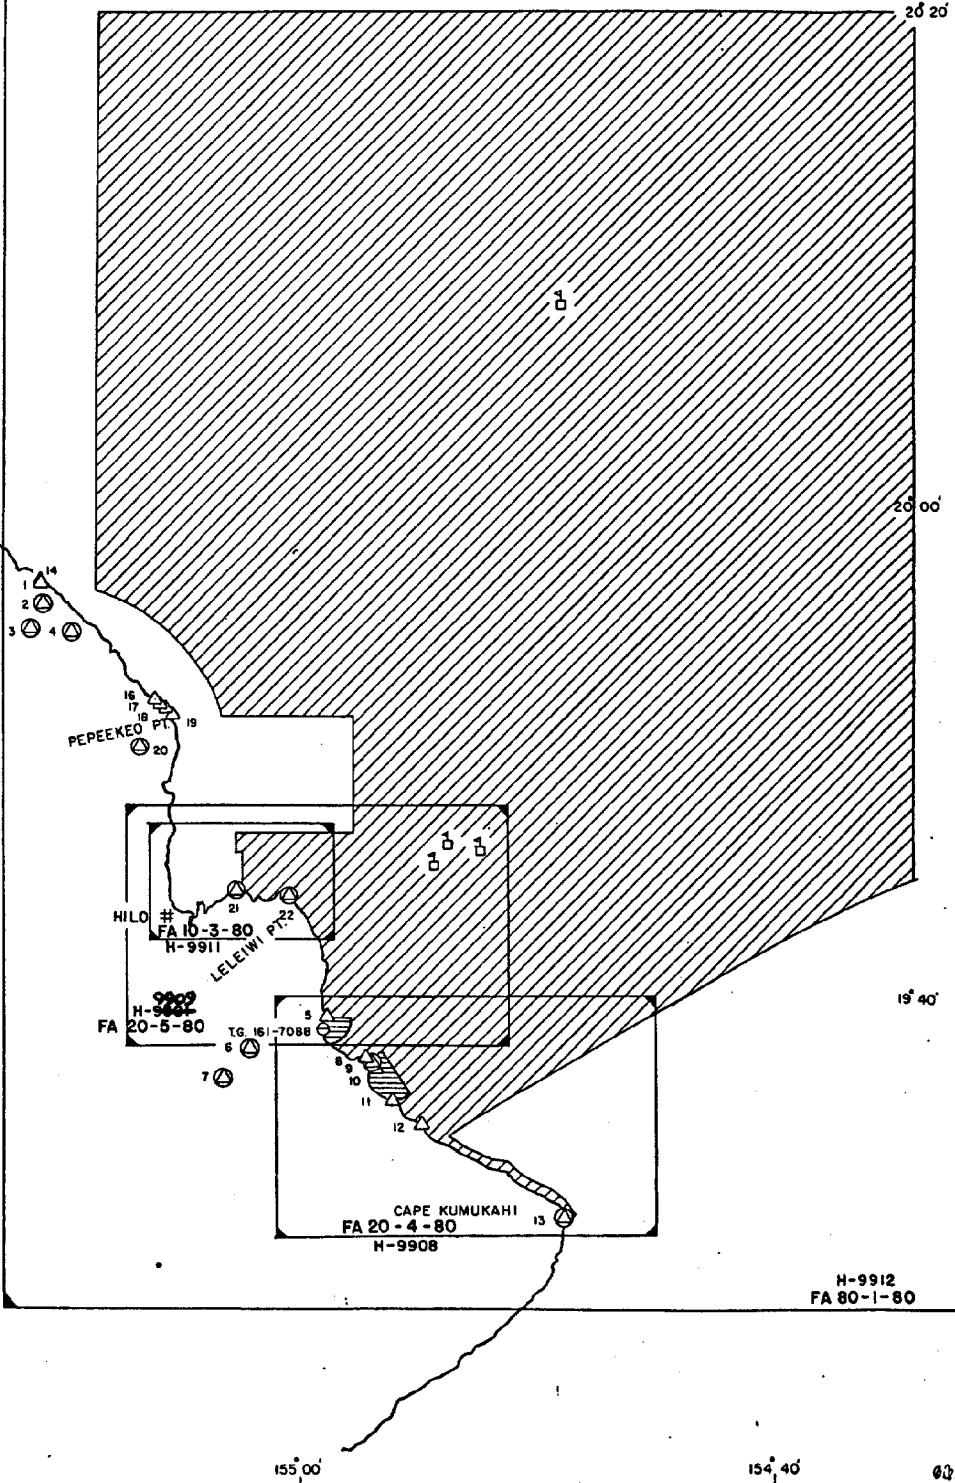 20°20'
20°00'
14
1
2
3
4
16
17
18
19
PEPEEKEO PT.
20
21
22
HILO
FA 10-3-80
H-9911
LELEIWI PT.
9909
H-
FA 20-5-80
19°40'
5
T.G. 161-7088
6
7
8
9
10
11
12
CAPE KUMUKAHI
13
FA 20-4-80
H-9908
H-9912
FA 80-1-80
155°00'
154°40'